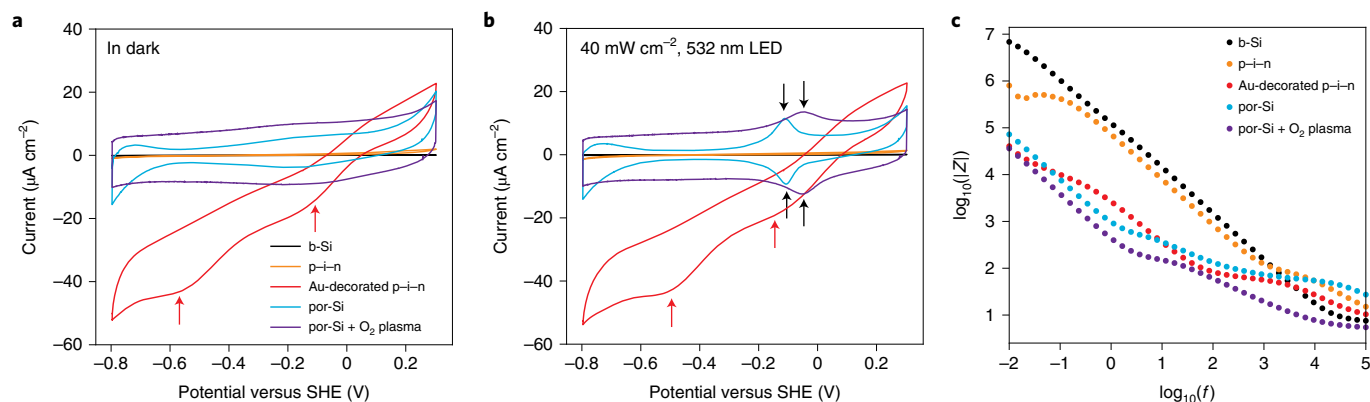 a
In dark
40
20
0
−20
−40
−60
−0.8
−0.6
−0.4
−0.2
0
0.2
Current (µA cm−2)
Potential versus SHE (V)
b-Si
p–i–n
Au-decorated p–i–n
por-Si
por-Si + O2 plasma
b
40 mW cm−2, 532 nm LED
40
20
0
−20
−40
−60
−0.8
−0.6
−0.4
−0.2
0
0.2
Current (µA cm−2)
Potential versus SHE (V)
c
7
6
5
4
3
2
1
−2
−1
0
1
2
3
4
5
log10(|Z|)
log10(f)
b-Si
p–i–n
Au-decorated p–i–n
por-Si
por-Si + O2 plasma